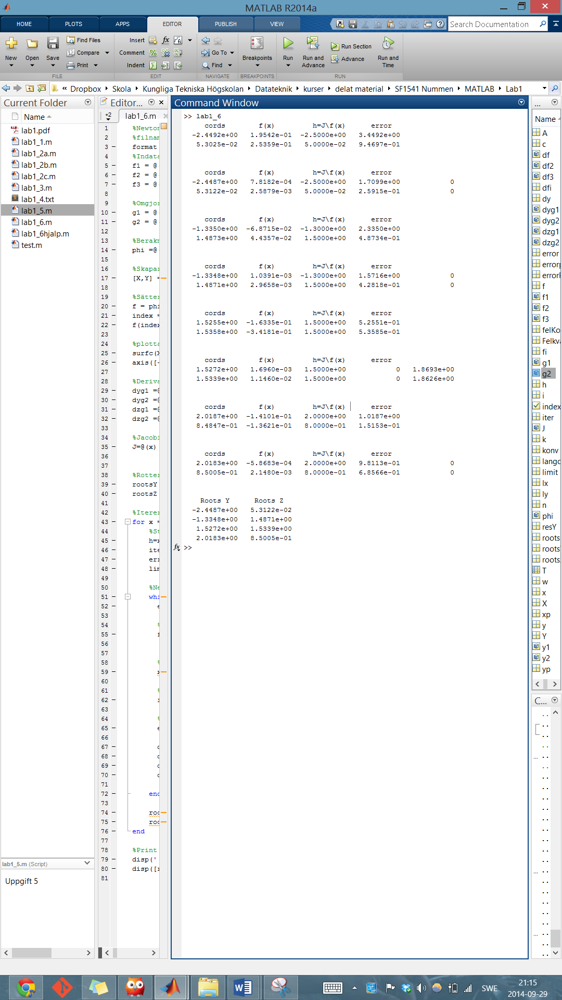 MATLAB R2014a
HOME PLOTS APPS EDITOR PUBLISH VIEW
Search Documentation
New Open Save Find Files Compare Print
Insert Comment Indent
Go To Find
Breakpoints
Run Run and Advance Run Section Advance Run and Time
FILE EDIT NAVIGATE BREAKPOINTS RUN
« Dropbox Skola Kungliga Tekniska Högskolan Datateknik kurser delat material SF1541 Nummen MATLAB Lab1
Current Folder
Name
lab1.pdf
lab1_1.m
lab1_2a.m
lab1_2b.m
lab1_2c.m
lab1_3.m
lab1_4.txt
lab1_5.m
lab1_6.m
lab1_6hjalp.m
test.m
lab1_5.m (Script)
Uppgift 5
Editor...
+2 lab1_6.m
1 %Newton
2 %filnam
3 format
4 %Indata
5 f1 = @
6 f2 = @
7 f3 = @
8
9 %Omgjor
10 g1 = @
11 g2 = @
12
13 %Berakn
14 phi =@
15
16 %Skapar
17 [X,Y] =
18
19 %Sätter
20 f = phi
21 index =
22 f(index
23
24 %plotta
25 surfc(X
26 axis([-
27
28 %Deriva
29 dyg1 =@
30 dyg2 =@
31 dzg1 =@
32 dzg2 =@
33
34 %Jacobi
35 J=@(x)
36
37
38 %Rotter
39 rootsY
40 rootsZ
41
42 %Iterer
43 for x =
44 %St
45 h=x
46 ite
47 err
48 lim
49
50 %Ne
51 whi
52 e
53
54 %
55 f
56
57
58 %
59 x
60
61 %
62 i
63
64 %
65 e
66
67
68
69
70
71
72 end
73
74 roo
75 roo
76 end
77
78 %Print
79 disp('
80 disp([r
81
Command Window
>> lab1_6
cords f(x) h=J\f(x) error
-2.4492e+00 1.9542e-01 -2.5000e+00 3.4492e+00
5.3025e-02 2.5359e-01 5.0000e-02 9.4697e-01
cords f(x) h=J\f(x) error
-2.4487e+00 7.8182e-04 -2.5000e+00 1.7099e+00 0
5.3122e-02 2.5879e-03 5.0000e-02 2.5915e-01 0
cords f(x) h=J\f(x) error
-1.3350e+00 -6.8715e-02 -1.3000e+00 2.3350e+00
1.4873e+00 4.4357e-02 1.5000e+00 4.8734e-01
cords f(x) h=J\f(x) error
-1.3348e+00 1.0391e-03 -1.3000e+00 1.5716e+00 0
1.4871e+00 2.9658e-03 1.5000e+00 4.2818e-01 0
cords f(x) h=J\f(x) error
1.5255e+00 -1.6335e-01 1.5000e+00 5.2551e-01
1.5358e+00 -3.4181e-01 1.5000e+00 5.3585e-01
cords f(x) h=J\f(x) error
1.5272e+00 1.6960e-03 1.5000e+00 0 1.8693e+00
1.5339e+00 1.1460e-02 1.5000e+00 0 1.8626e+00
cords f(x) h=J\f(x) error
2.0187e+00 -1.4101e-01 2.0000e+00 1.0187e+00
8.4847e-01 -1.3621e-01 8.0000e-01 1.5153e-01
cords f(x) h=J\f(x) error
2.0183e+00 -5.8683e-04 2.0000e+00 9.8113e-01 0
8.5005e-01 2.1480e-03 8.0000e-01 6.8566e-01 0
Roots Y Roots Z
-2.4487e+00 5.3122e-02
-1.3348e+00 1.4871e+00
1.5272e+00 1.5339e+00
2.0183e+00 8.5005e-01
fx >>
...
Name
A
c
df
df2
df3
dfi
dy
dyg1
dyg2
dzg1
dzg2
error
errorp
f
f1
f2
f3
felKo
Felkva
fi
g1
g2
h
i
index
iter
J
k
konv
limit
lx
ly
n
phi
resY
roots
roots
roots
T
w
x
X
xp
y
Y
y1
y2
yp
C...
SWE
21:15
2014-09-29